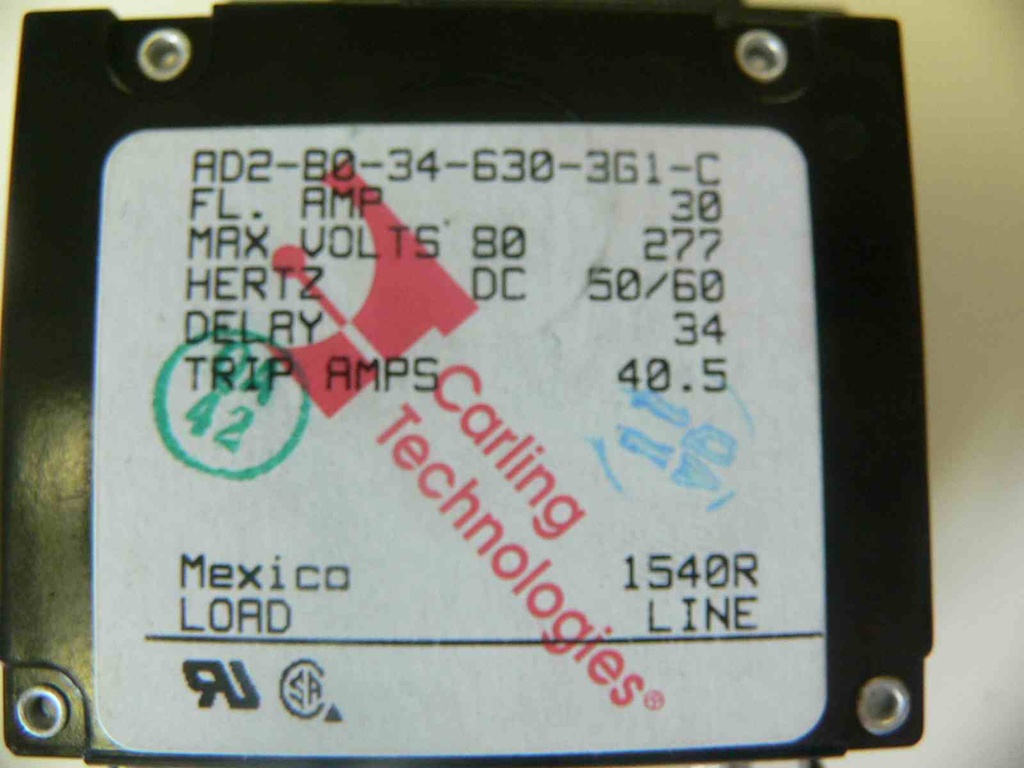 AD2-B0-34-630-3G1-C
FL. AMP 30
MAX VOLTS 80 277
HERTZ DC 50/60
DELAY 34
TRIP AMPS 40.5
42
Carling
Technologies®
Mexico 1540R
LOAD LINE